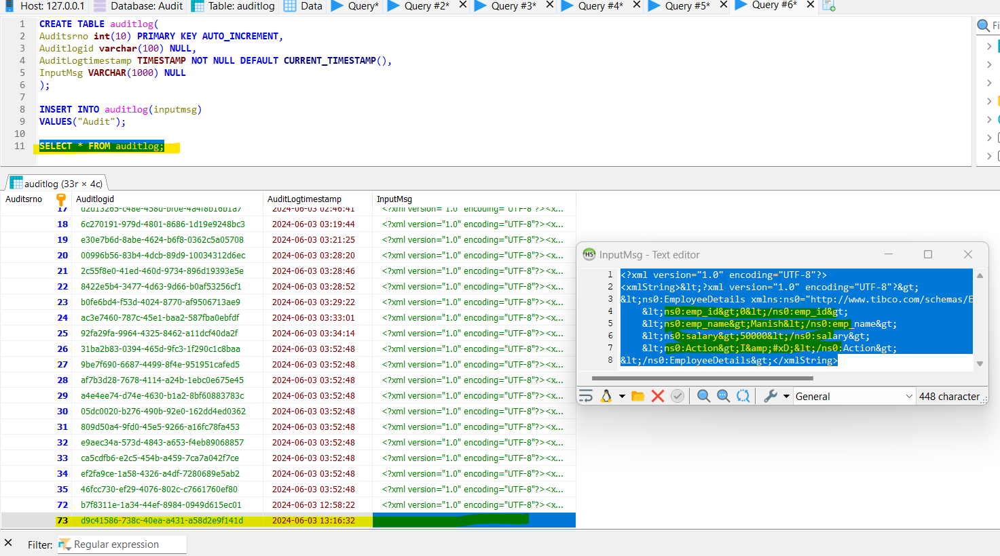 Host: 127.0.0.1 Database: Audit Table: auditlog Data Query* Query #2* Query #3* Query #4* Query #5* Query #6*
1 CREATE TABLE auditlog(
2 Auditsrno int(10) PRIMARY KEY AUTO_INCREMENT,
3 Auditlogid varchar(100) NULL,
4 AuditLogtimestamp TIMESTAMP NOT NULL DEFAULT CURRENT_TIMESTAMP(),
5 InputMsg VARCHAR(1000) NULL
6 );
7
8 INSERT INTO auditlog(inputmsg)
9 VALUES("Audit");
10
11 SELECT * FROM auditlog;
Fi
auditlog (33r × 4c)
Auditsrno Auditlogid AuditLogtimestamp InputMsg
17 d2d13265-c48e-458d-bf0e-4a4f8b16b1a7 2024-06-03 02:46:41 <?xml version="1.0" encoding="UTF-8"?><x...
18 6c270191-979d-4801-8686-1d19e9248bc3 2024-06-03 03:19:44 <?xml version="1.0" encoding="UTF-8"?><x...
19 e30e7b6d-8abe-4624-b6f8-0362c5a05708 2024-06-03 03:21:25 <?xml version="1.0" encoding="UTF-8"?><x...
20 00996b56-83b4-4dcb-89d9-10034312d6ec 2024-06-03 03:28:20 <?xml version="1.0" encoding="UTF-8"?><x...
21 2c55f8e0-41ed-460d-9734-896d19393e5e 2024-06-03 03:28:46 <?xml version="1.0" encoding="UTF-8"?><x...
22 8422e5b4-3477-4d63-9d66-b0af53256cf1 2024-06-03 03:28:52 <?xml version="1.0" encoding="UTF-8"?><x...
23 b0fe6bd4-f53d-4024-8770-af9506713ae9 2024-06-03 03:29:22 <?xml version="1.0" encoding="UTF-8"?><x...
24 ac3e7460-787c-45e1-baa2-587fba0ebfdf 2024-06-03 03:33:01 <?xml version="1.0" encoding="UTF-8"?><x...
25 92fa29fa-9964-4325-8462-a11dcf40da2f 2024-06-03 03:34:14 <?xml version="1.0" encoding="UTF-8"?><x...
26 31ba2b83-0394-465d-9fc3-1f290c1c8baa 2024-06-03 03:52:48 <?xml version="1.0" encoding="UTF-8"?><x...
27 9be7f690-6687-4499-8f4e-951951cafed5 2024-06-03 03:52:48 <?xml version="1.0" encoding="UTF-8"?><x...
28 af7b3d28-7678-4114-a24b-1ebc0e675e45 2024-06-03 03:52:48 <?xml version="1.0" encoding="UTF-8"?><x...
29 a4e4ee74-d74e-4630-b1a2-8bf60883783c 2024-06-03 03:52:48 <?xml version="1.0" encoding="UTF-8"?><x...
30 05dc0020-b276-490b-92e0-162dd4ed0362 2024-06-03 03:52:48 <?xml version="1.0" encoding="UTF-8"?><x...
31 809d50a4-9fd0-45e5-9266-a16fc78fa453 2024-06-03 03:52:48 <?xml version="1.0" encoding="UTF-8"?><x...
32 e9aec34a-573d-4843-a653-f4eb89068857 2024-06-03 03:52:48 <?xml version="1.0" encoding="UTF-8"?><x...
33 ca5cdfb6-e2c5-454b-a459-7ca7a042f7ce 2024-06-03 03:52:48 <?xml version="1.0" encoding="UTF-8"?><x...
34 ef2fa9ce-1a58-4326-a4df-7280689e5ab2 2024-06-03 03:52:48 <?xml version="1.0" encoding="UTF-8"?><x...
35 46fcc730-ef29-4076-802c-c7661760ef80 2024-06-03 03:52:48 <?xml version="1.0" encoding="UTF-8"?><x...
72 b7f8311e-1a34-44ef-8984-0949d615ec01 2024-06-03 12:58:22 <?xml version="1.0" encoding="UTF-8"?><x...
73 d9c41586-738c-40ea-a431-a58d2e9f141d 2024-06-03 13:16:32
HS InputMsg - Text editor
1 <?xml version="1.0" encoding="UTF-8"?>
2 <xmlString>&lt;?xml version="1.0" encoding="UTF-8"?&gt;
3 &lt;ns0:EmployeeDetails xmlns:ns0="http://www.tibco.com/schemas/E
4 &lt;ns0:emp_id&gt;0&lt;/ns0:emp_id&gt;
5 &lt;ns0:emp_name&gt;Manish&lt;/ns0:emp_name&gt;
6 &lt;ns0:salary&gt;50000&lt;/ns0:salary&gt;
7 &lt;ns0:Action&gt;I&amp;#xD;&lt;/ns0:Action&gt;
8 &lt;/ns0:EmployeeDetails&gt;</xmlString>
General 448 character
Filter: Regular expression